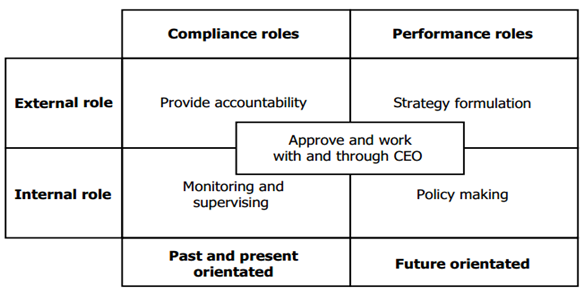 Compliance roles
Performance roles
External role
Provide accountability
Strategy formulation
Approve and work
with and through CEO
Internal role
Monitoring and
supervising
Policy making
Past and present
orientated
Future orientated